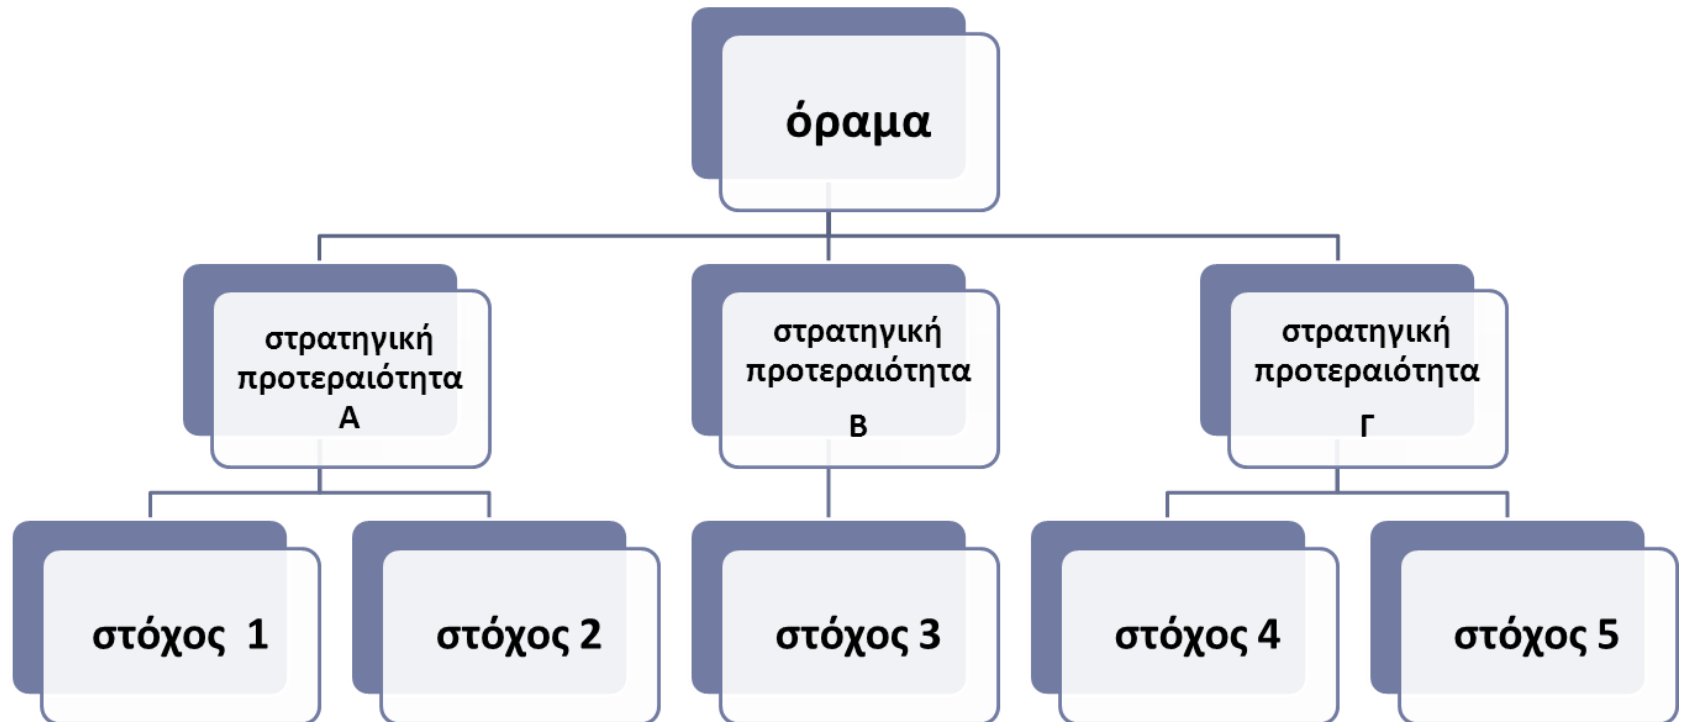 όραμα
στρατηγική
προτεραιότητα
Α
στρατηγική
προτεραιότητα
Β
στρατηγική
προτεραιότητα
Γ
στόχος 1
στόχος 2
στόχος 3
στόχος 4
στόχος 5